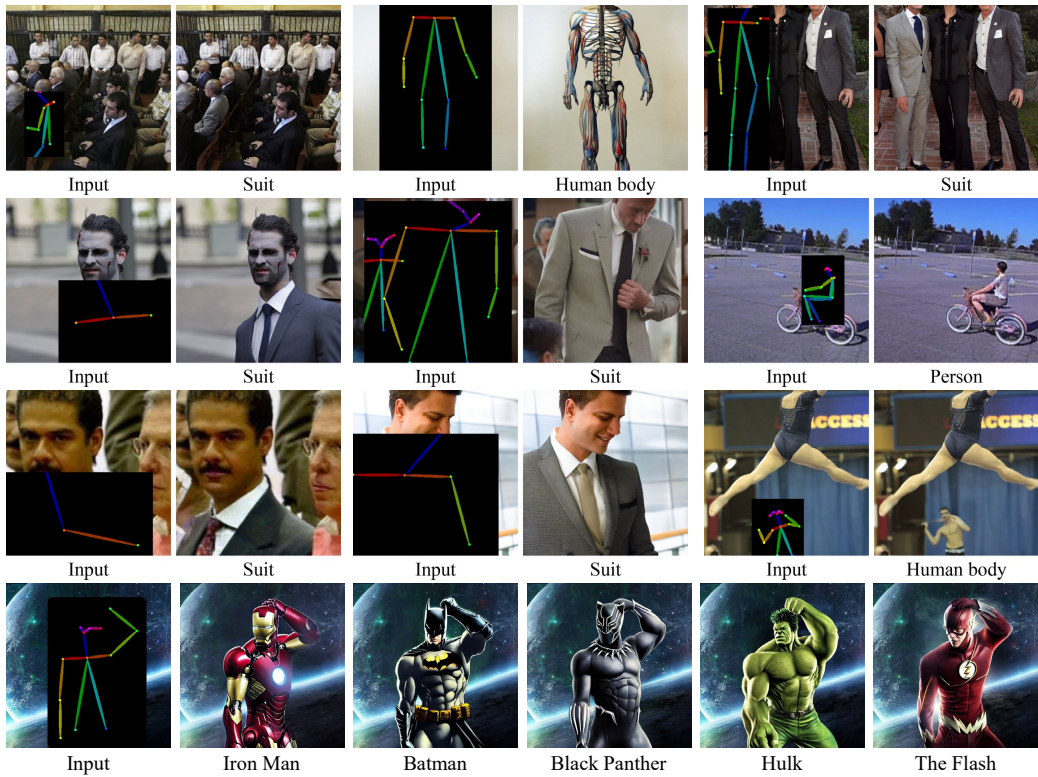 Input Suit Input Human body Input Suit
Input Suit Input Suit Input Person
ACCESS ACCESS
Input Suit Input Suit Input Human body
Input Iron Man Batman Black Panther Hulk The Flash